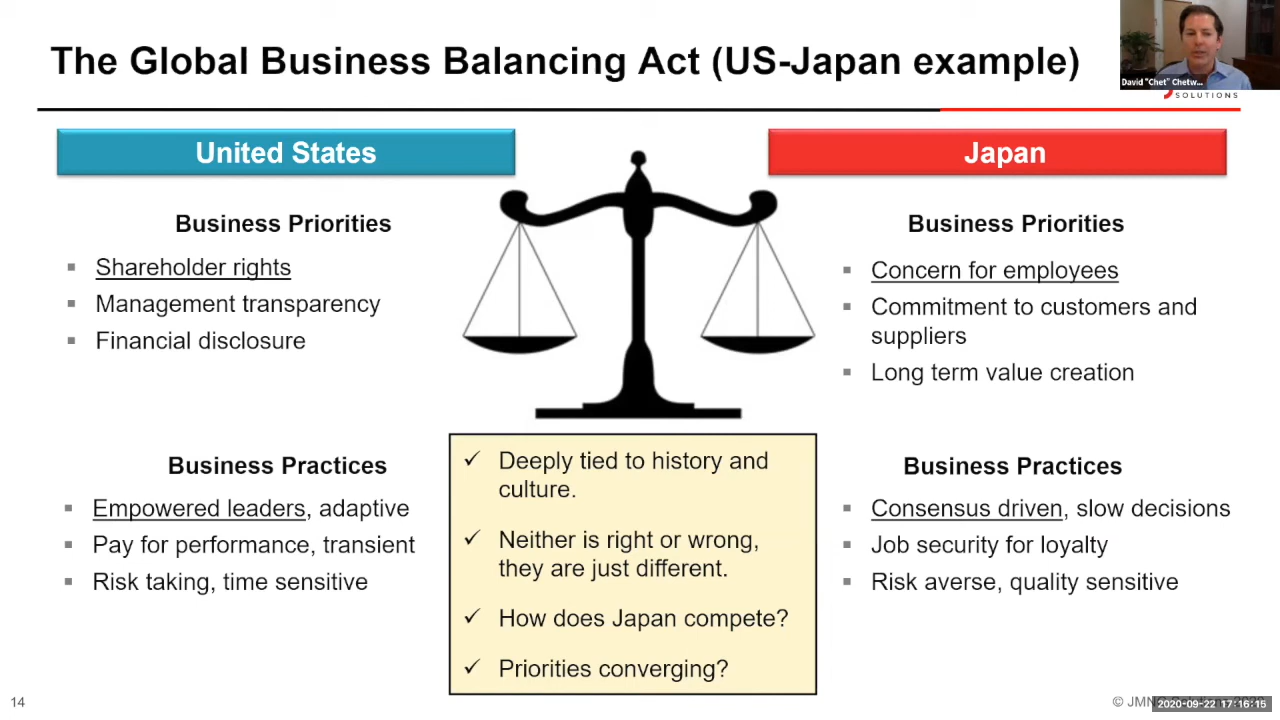 The Global Business Balancing Act (US-Japan example)
David "Chet" Chetw...
SOLUTIONS
United States
Japan
Business Priorities
Shareholder rights
Management transparency
Financial disclosure
Business Priorities
Concern for employees
Commitment to customers and
suppliers
Long term value creation
Business Practices
Empowered leaders, adaptive
Pay for performance, transient
Risk taking, time sensitive
✓ Deeply tied to history and
culture.
✓ Neither is right or wrong,
they are just different.
✓ How does Japan compete?
✓ Priorities converging?
Business Practices
Consensus driven, slow decisions
Job security for loyalty
Risk averse, quality sensitive
14
©
2020-09-22 17:16:15